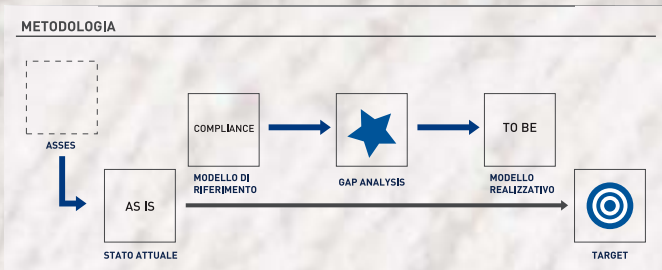 METODOLOGIA
ASSES
COMPLIANCE
MODELLO DI
RIFERIMENTO
GAP ANALYSIS
TO BE
MODELLO
REALIZZATIVO
AS IS
STATO ATTUALE
TARGET